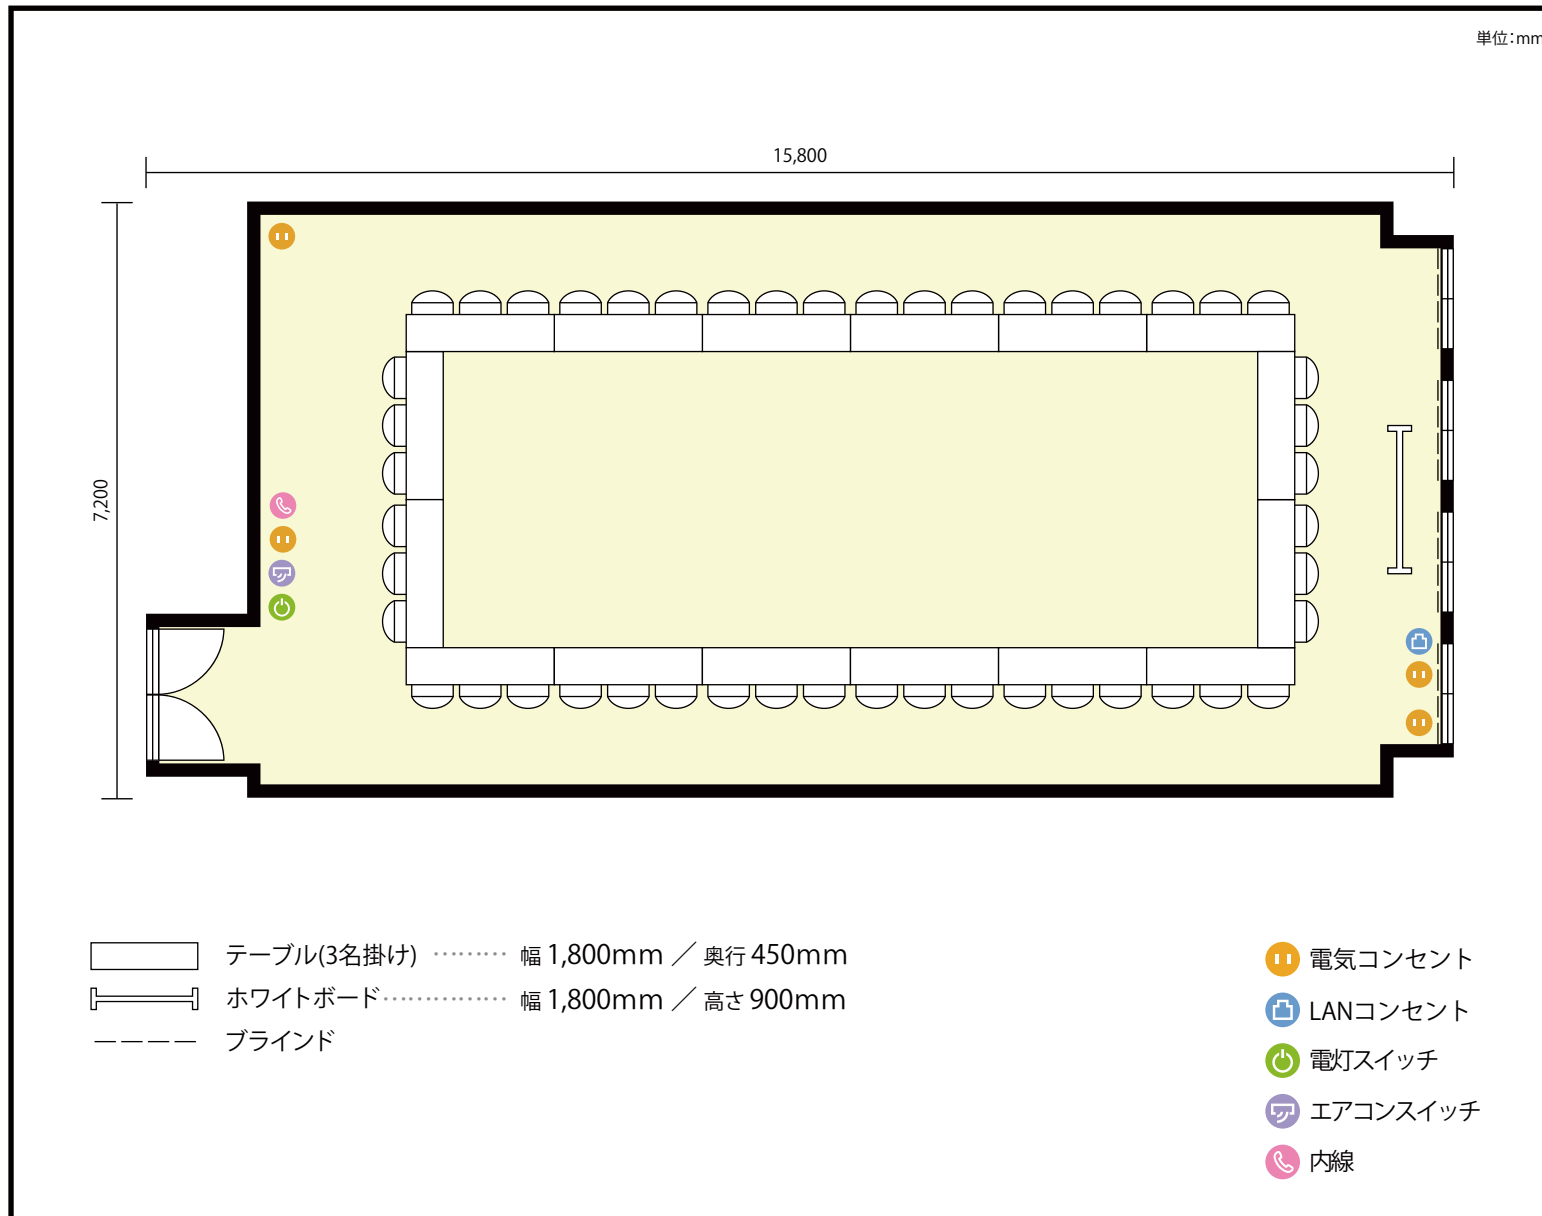 単位:mm
15,800
7,200
テーブル(3名掛け) ········· 幅 1,800mm ／ 奥行 450mm
ホワイトボード··············· 幅 1,800mm ／ 高さ 900mm
ブラインド
電気コンセント
LANコンセント
電灯スイッチ
エアコンスイッチ
内線